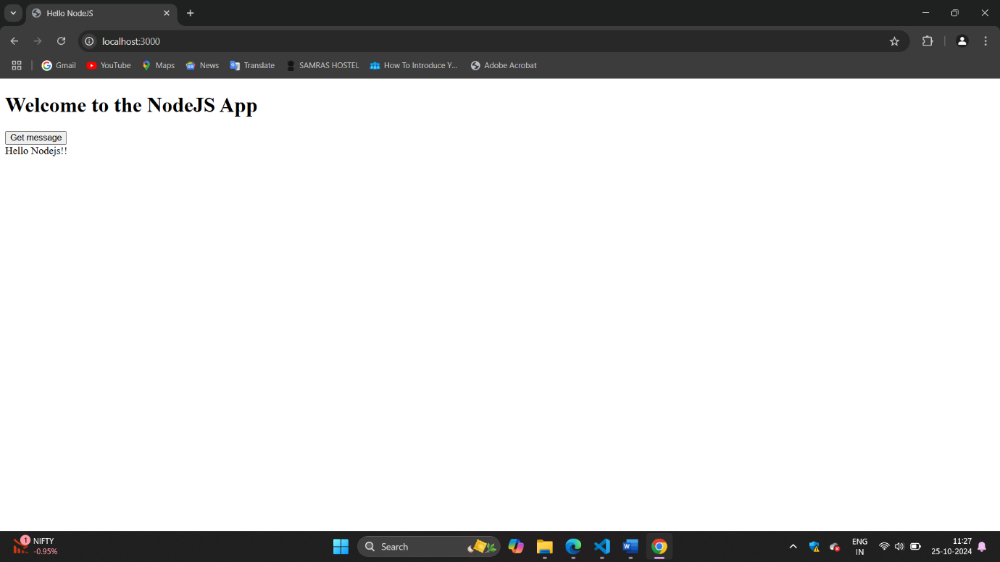 Hello NodeJS
localhost:3000
Gmail YouTube Maps News Translate SAMRAS HOSTEL How To Introduce Y... Adobe Acrobat
Welcome to the NodeJS App
Get message
Hello Nodejs!!
1
NIFTY
-0.95%
Search
ENG
IN
11:27
25-10-2024